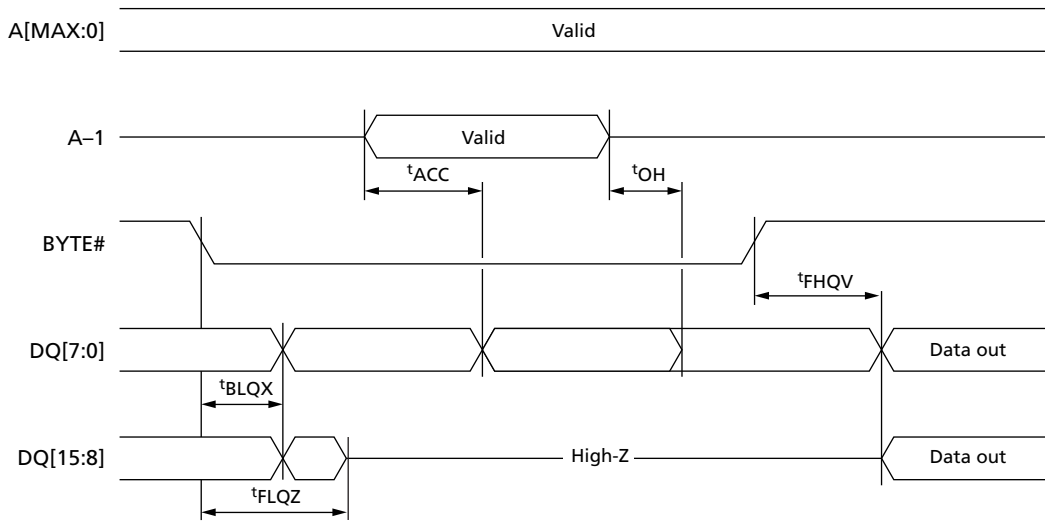 A[MAX:0] Valid
A–1 Valid
tACC tOH
BYTE#
tFHQV
DQ[7:0] Data out
tBLQX
DQ[15:8] High-Z Data out
tFLQZ